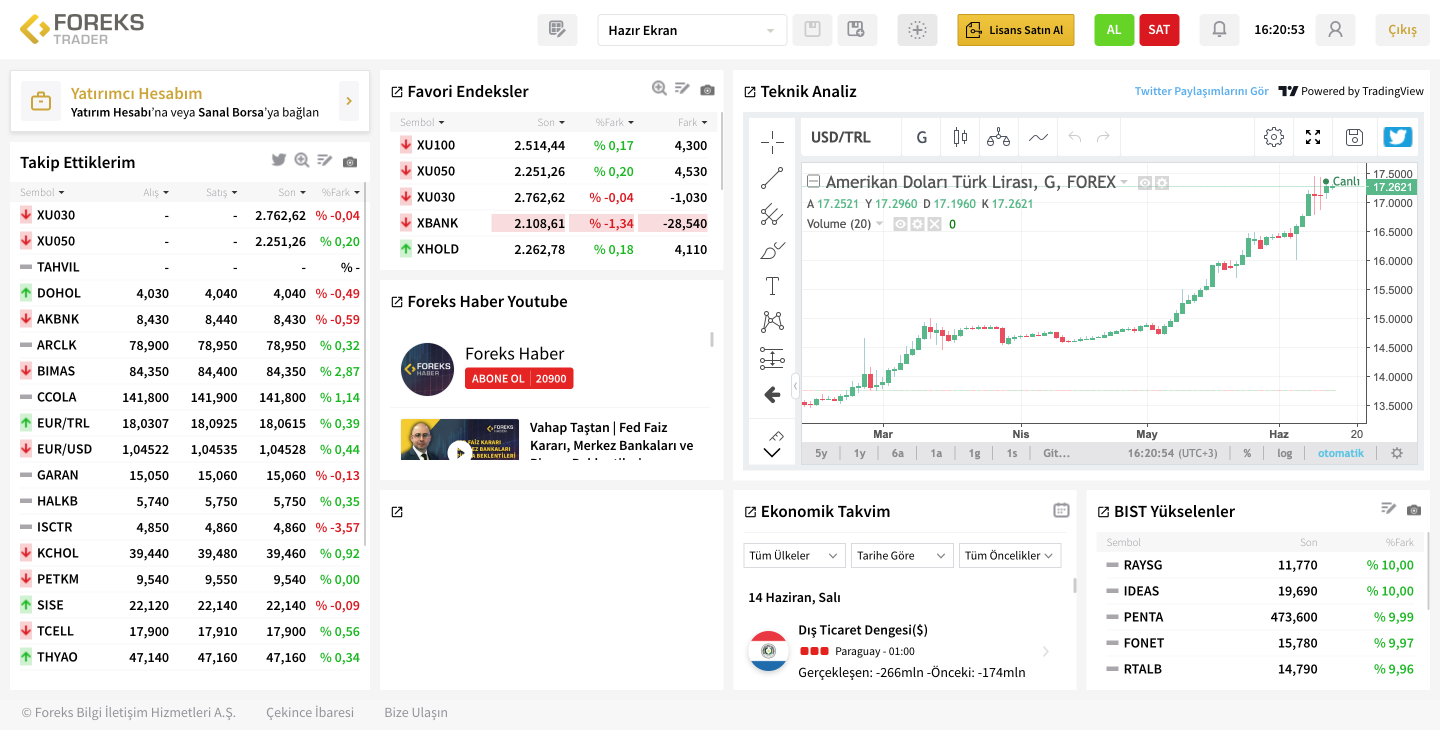 FOREKS
TRADER
Hazır Ekran
Lisans Satın Al
AL
SAT
16:20:53
Çıkış
Yatırımcı Hesabım
Yatırım Hesabı'na veya Sanal Borsa'ya bağlan
Takip Ettiklerim
Sembol Alış Satış Son %Fark
XU030 - - 2.762,62 % -0,04
XU050 - - 2.251,26 % 0,20
TAHVIL - - - % -
DOHOL 4,030 4,040 4,040 % -0,49
AKBNK 8,430 8,440 8,430 % -0,59
ARCLK 78,900 78,950 78,950 % 0,32
BIMAS 84,350 84,400 84,350 % 2,87
CCOLA 141,800 141,900 141,800 % 1,14
EUR/TRL 18,0307 18,0925 18,0615 % 0,39
EUR/USD 1,04522 1,04535 1,04528 % 0,44
GARAN 15,050 15,060 15,060 % -0,13
HALKB 5,740 5,750 5,750 % 0,35
ISCTR 4,850 4,860 4,860 % -3,57
KCHOL 39,440 39,480 39,460 % 0,92
PETKM 9,540 9,550 9,540 % 0,00
SISE 22,120 22,140 22,140 % -0,09
TCELL 17,900 17,910 17,900 % 0,56
THYAO 47,140 47,160 47,160 % 0,34
Favori Endeksler
Sembol Son %Fark Fark
XU100 2.514,44 % 0,17 4,300
XU050 2.251,26 % 0,20 4,530
XU030 2.762,62 % -0,04 -1,030
XBANK 2.108,61 % -1,34 -28,540
XHOLD 2.262,78 % 0,18 4,110
Foreks Haber Youtube
FOREKS
HABER
Foreks Haber
ABONE OL 20900
FOREKS
HABER
FAİZ KARARI
MERKEZ BANKALARI
BEKLENTİLERİ
Vahap Taştan | Fed Faiz
Kararı, Merkez Bankaları ve
Teknik Analiz
Twitter Paylaşımlarını Gör
Powered by TradingView
USD/TRL
G
Amerikan Doları Türk Lirası, G, FOREX
Canlı
A 17.2521 Y 17.2960 D 17.1960 K 17.2621
Volume (20) 0
17.5000
17.2621
17.0000
16.5000
16.0000
15.5000
15.0000
14.5000
14.0000
13.5000
Mar Nis May Haz 20
5y 1y 6a 1a 1g 1s Git... 16:20:54 (UTC+3) % log otomatik
Ekonomik Takvim
Tüm Ülkeler
Tarihe Göre
Tüm Öncelikler
14 Haziran, Salı
Dış Ticaret Dengesi($)
Paraguay - 01:00
Gerçekleşen: -266mln -Önceki: -174mln
BIST Yükselenler
Sembol Son %Fark
RAYSG 11,770 % 10,00
IDEAS 19,690 % 10,00
PENTA 473,600 % 9,99
FONET 15,780 % 9,97
RTALB 14,790 % 9,96
© Foreks Bilgi İletişim Hizmetleri A.Ş.
Çekince İbaresi
Bize Ulaşın